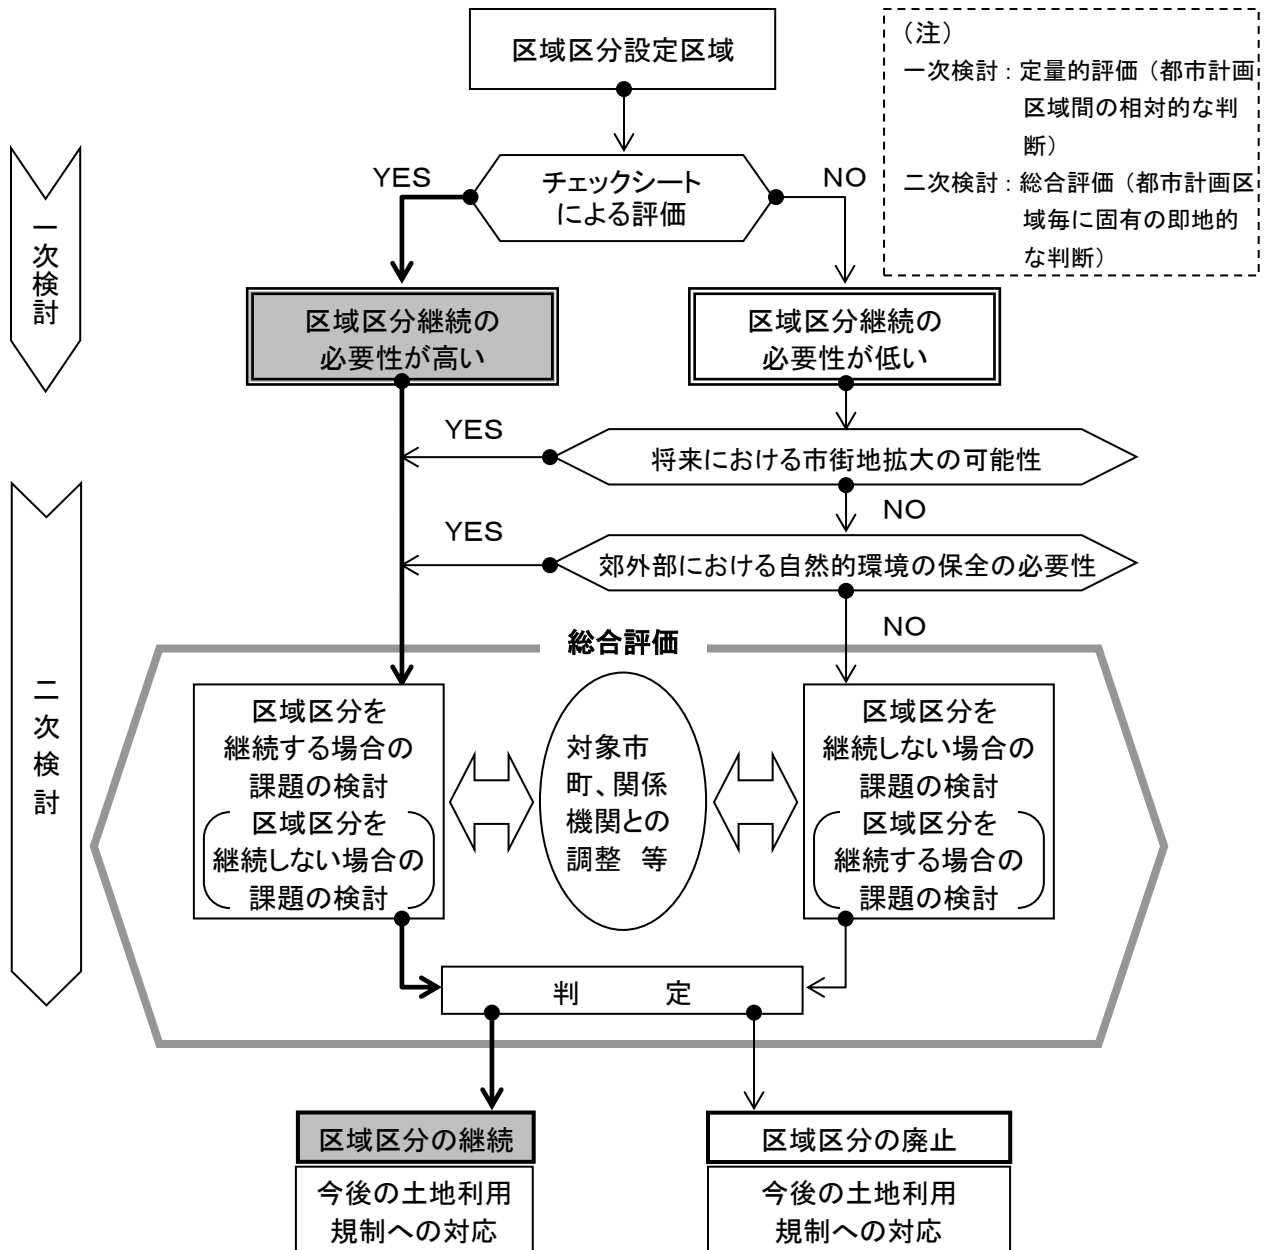 区域区分設定区域
（注）
一次検討：定量的評価（都市計画
区域間の相対的な判
断）
二次検討：総合評価（都市計画区
域毎に固有の即地的
な判断）
YES
チェックシート
による評価
NO
一次検討
区域区分継続の
必要性が高い
区域区分継続の
必要性が低い
YES
将来における市街地拡大の可能性
NO
YES
郊外部における自然的環境の保全の必要性
NO
二次検討
総合評価
区域区分を
継続する場合の
課題の検討
区域区分を
継続しない場合の
課題の検討
対象市
町、関係
機関との
調整　等
区域区分を
継続しない場合の
課題の検討
区域区分を
継続する場合の
課題の検討
判　　　定
区域区分の継続
今後の土地利用
規制への対応
区域区分の廃止
今後の土地利用
規制への対応